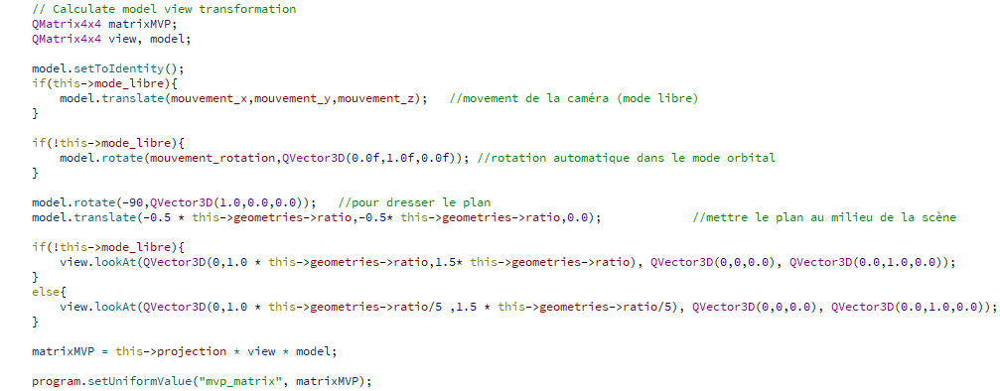 // Calculate model view transformation
QMatrix4x4 matrixMVP;
QMatrix4x4 view, model;
model.setToIdentity();
if(this->mode_libre){
model.translate(mouvement_x,mouvement_y,mouvement_z);   //movement de la caméra (mode libre)
}
if(!this->mode_libre){
model.rotate(mouvement_rotation,QVector3D(0.0f,1.0f,0.0f)); //rotation automatique dans le mode orbital
}
model.rotate(-90,QVector3D(1.0,0.0,0.0));   //pour dresser le plan
model.translate(-0.5 * this->geometries->ratio,-0.5* this->geometries->ratio,0.0);             //mettre le plan au milieu de la scène
if(!this->mode_libre){
view.lookAt(QVector3D(0,1.0 * this->geometries->ratio,1.5* this->geometries->ratio), QVector3D(0,0,0.0), QVector3D(0.0,1.0,0.0));
}
else{
view.lookAt(QVector3D(0,1.0 * this->geometries->ratio/5 ,1.5 * this->geometries->ratio/5), QVector3D(0,0,0.0), QVector3D(0.0,1.0,0.0));
}
matrixMVP = this->projection * view * model;
program.setUniformValue("mvp_matrix", matrixMVP);